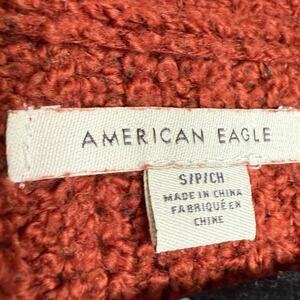 AMERICAN EAGLE
S/P/CH
MADE IN CHINA
FABRIQUÉ EN
CHINE